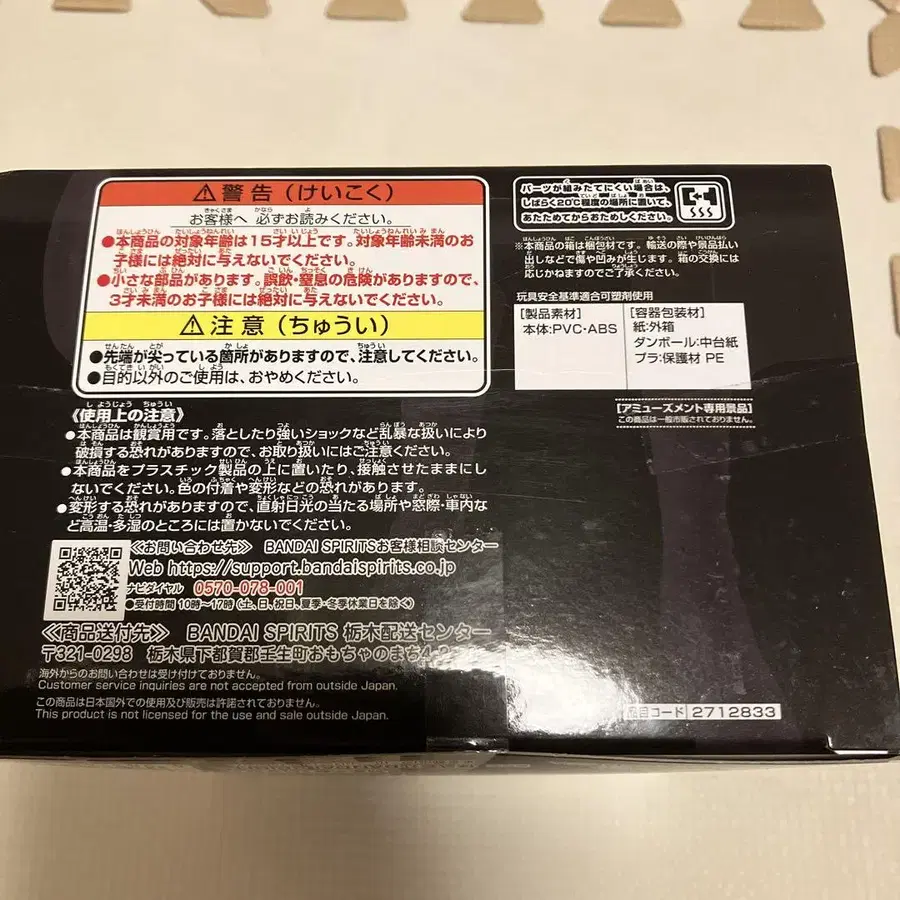 ⚠警告（けいこく）
お客様へ 必ずお読みください。
●本商品の対象年齢は15才以上です。対象年齢未満のお
子様には絶対に与えないでください。
●小さな部品があります。誤飲・窒息の危険がありますので、
3才未満のお子様には絶対に与えないでください。
⚠注意（ちゅうい）
●先端が尖っている箇所がありますので、注意してください。
●目的以外のご使用は、おやめください。
《使用上の注意》
●本商品は観賞用です。落としたり強いショックなど乱暴な扱いにより
破損する恐れがありますので、お取り扱いにはご注意ください。
●本商品をプラスチック製品の上に置いたり、接触させたままにし
ないでください。色の付着や変形などの恐れがあります。
●変形する恐れがありますので、直射日光の当たる場所や窓際・車内な
ど高温・多湿のところには置かないでください。
《お問い合わせ先》 BANDAI SPIRITSお客様相談センター
Web https://support.bandaispirits.co.jp
ナビダイヤル 0570-078-001
●受付時間 10時～17時（土、日、祝日、夏季・冬季休業日を除く）
《商品送付先》 BANDAI SPIRITS 栃木配送センター
〒321-0298 栃木県下都賀郡壬生町おもちゃのまち
海外からのお問い合わせは受け付けておりません。
Customer service inquiries are not accepted from outside Japan.
この商品は日本国外での使用及び販売は許諾されておりません。
This product is not licensed for the use and sale outside Japan.
パーツが組みたてにくい場合は、
しばらく20℃程度の場所に置いて、
あたためてからおためしください。
※本商品の箱は梱包材です。輸送の際や景品払い
出しなどで傷や凹みが生じます。箱の交換には
応じかねますのでご了承ください。
玩具安全基準適合可塑剤使用
[製品素材]
本体:PVC・ABS
[容器包装材]
紙:外箱
ダンボール:中台紙
プラ:保護材 PE
[アミューズメント専用景品]
この商品は一般市販されておりません。
目コード 2712833